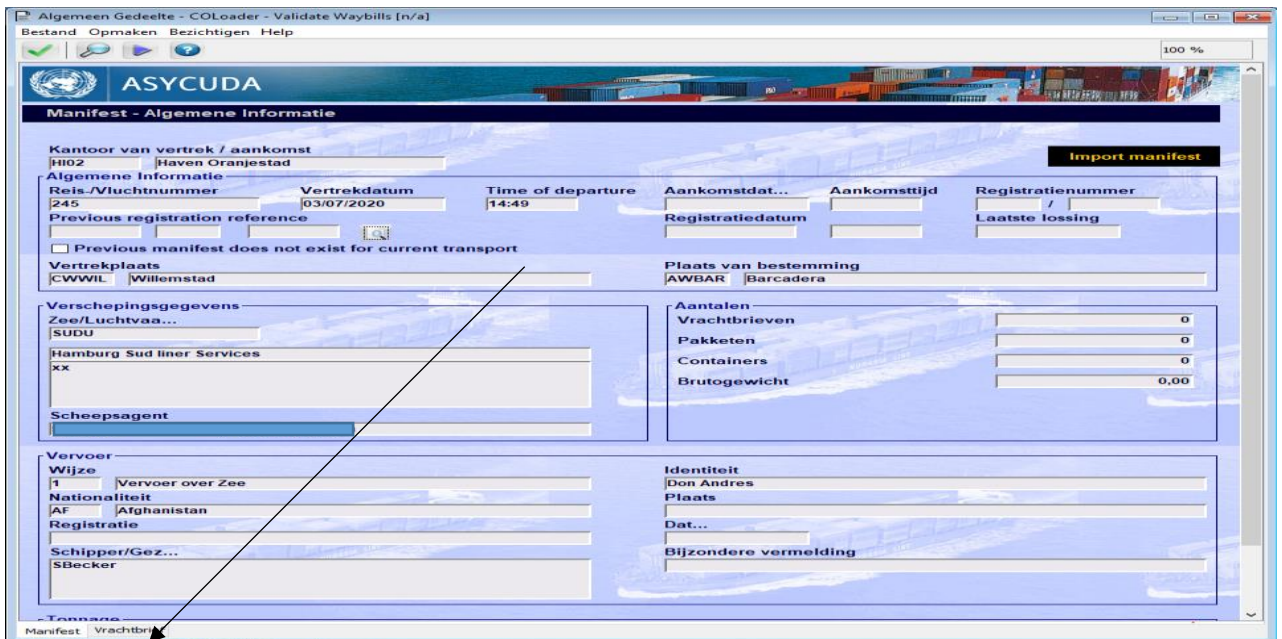 Algemeen Gedeelte - COLoader - Validate Waybills [n/a]
Bestand Opmaken Bezichtigen Help
100 %
ASYCUDA
Manifest - Algemene Informatie
Kantoor van vertrek / aankomst
HI02 Haven Oranjestad
Import manifest
Algemene Informatie
Reis-/Vluchtnummer Vertrekdatum Time of departure Aankomstdat... Aankomsttijd Registratienummer
245 03/07/2020 14:49 /
Previous registration reference Registratiedatum Laatste lossing
Previous manifest does not exist for current transport
Vertrekplaats Plaats van bestemming
CWWIL Willemstad AWBAR Barcadera
Verschepingsgegevens Aantalen
Zee/Luchtvaa... Vrachtbrieven 0
SUDU
Pakketen 0
Hamburg Sud liner Services Containers 0
xx
Brutogewicht 0,00
Scheepsagent
Vervoer
Wijze Identiteit
1 Vervoer over Zee Don Andres
Nationaliteit Plaats
AF Afghanistan
Registratie Dat...
Schipper/Gez... Bijzondere vermelding
SBecker
Tonnage
Manifest